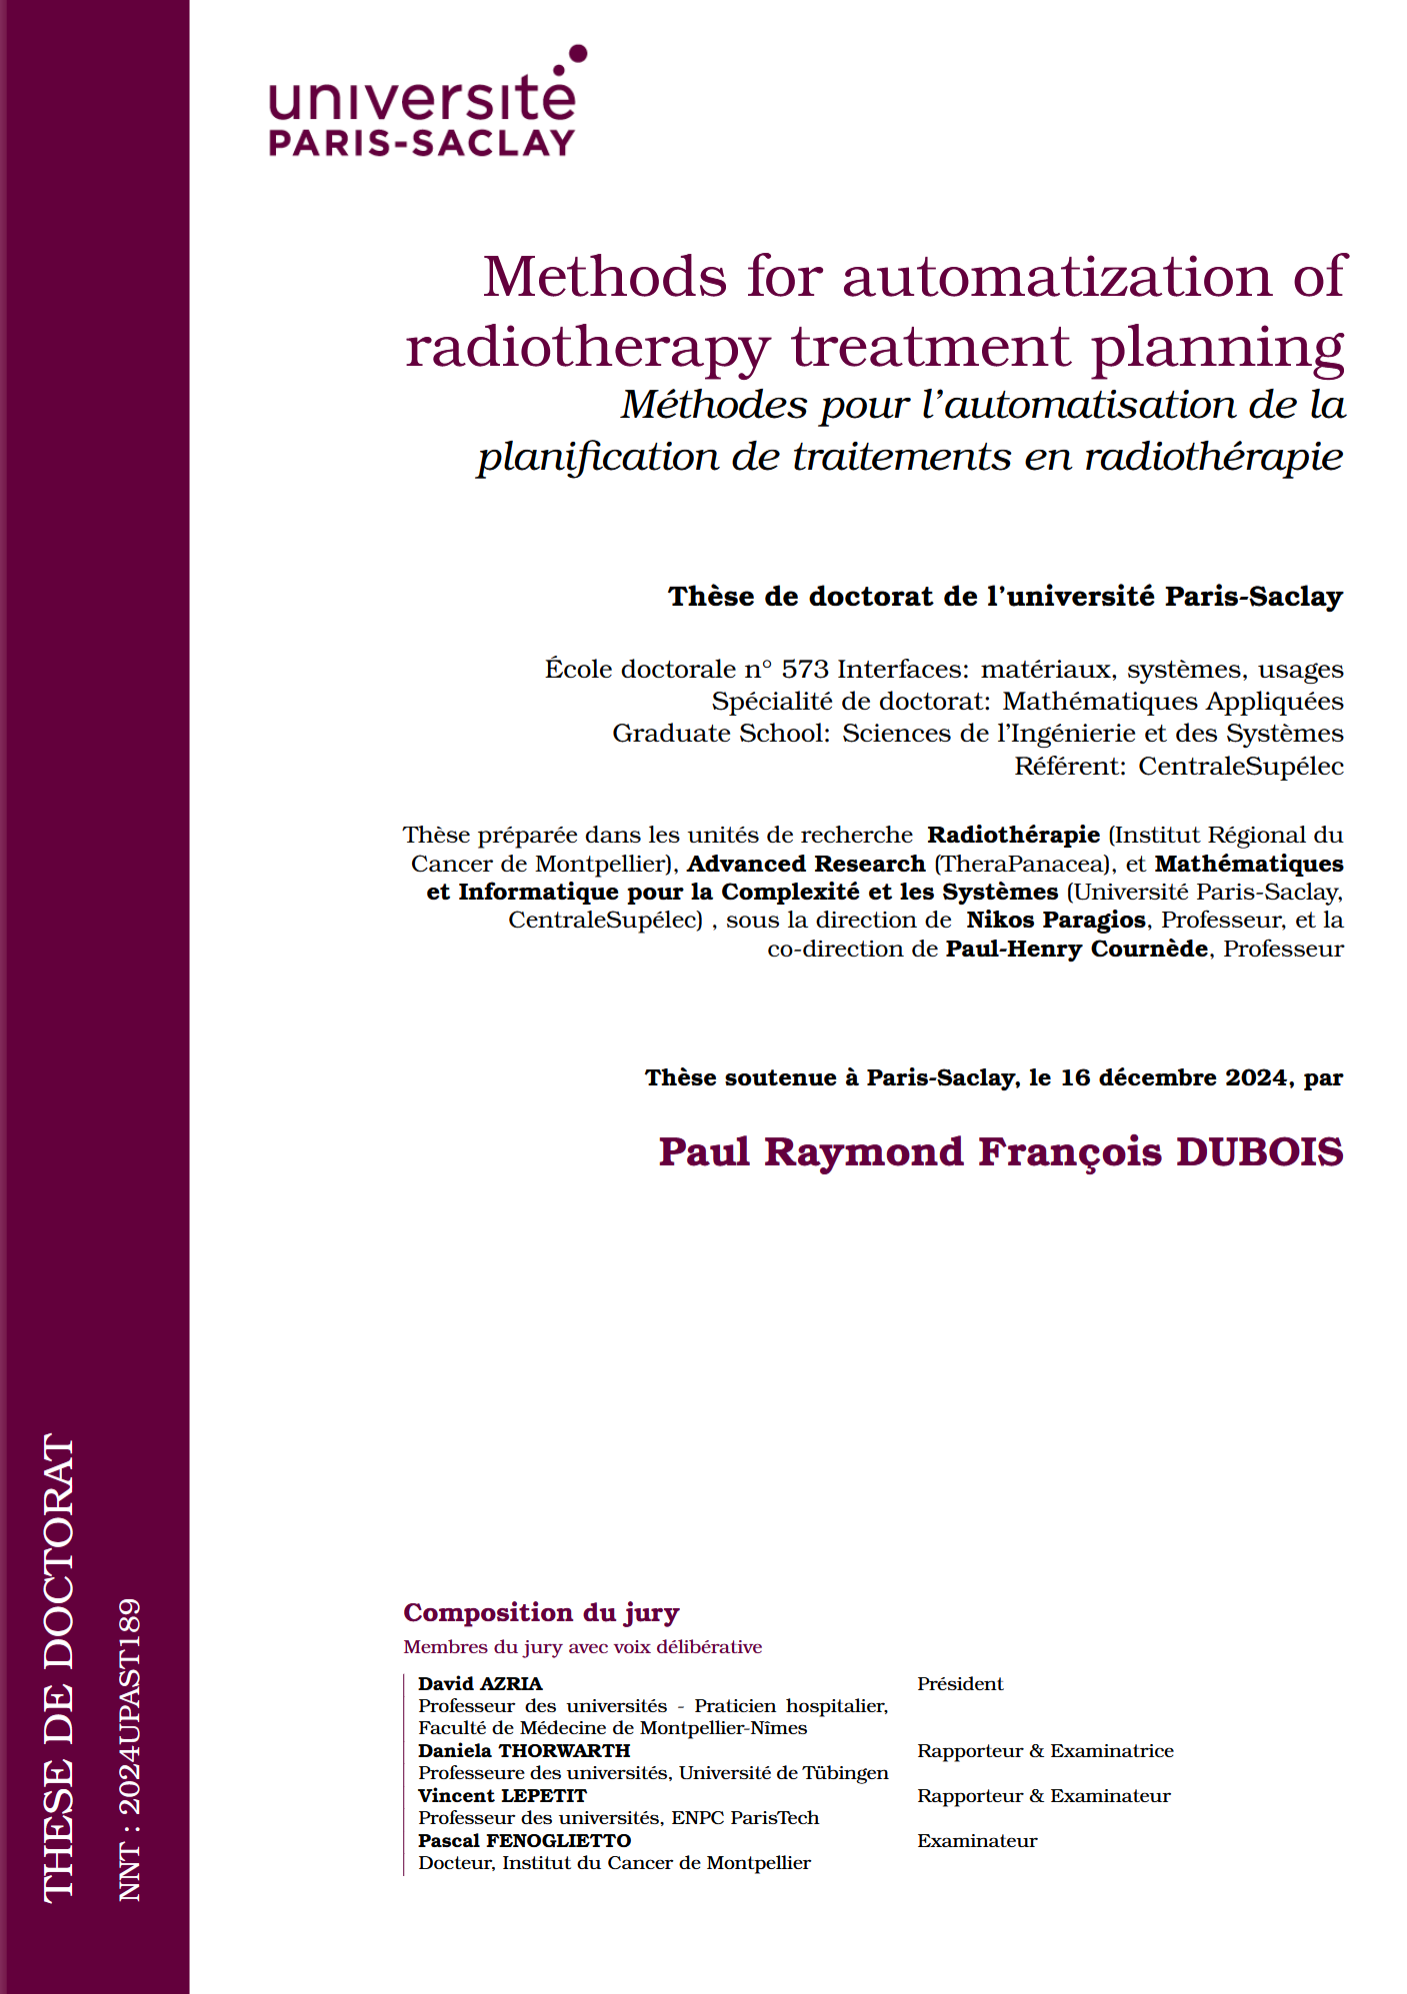 université
PARIS-SACLAY
Methods for automatization of
radiotherapy treatment planning
Méthodes pour l'automatisation de la
planification de traitements en radiothérapie
Thèse de doctorat de l'université Paris-Saclay
École doctorale n° 573 Interfaces: matériaux, systèmes, usages
Spécialité de doctorat: Mathématiques Appliquées
Graduate School: Sciences de l'Ingénierie et des Systèmes
Référent: CentraleSupélec
Thèse préparée dans les unités de recherche Radiothérapie (Institut Régional du
Cancer de Montpellier), Advanced Research (TheraPanacea), et Mathématiques
et Informatique pour la Complexité et les Systèmes (Université Paris-Saclay,
CentraleSupélec) , sous la direction de Nikos Paragios, Professeur, et la
co-direction de Paul-Henry Cournède, Professeur
Thèse soutenue à Paris-Saclay, le 16 décembre 2024, par
Paul Raymond François DUBOIS
THESE DE DOCTORAT
NNT : 2024UPAST189
Composition du jury
Membres du jury avec voix délibérative
David AZRIA Président
Professeur des universités - Praticien hospitalier,
Faculté de Médecine de Montpellier-Nîmes
Daniela THORWARTH Rapporteur & Examinatrice
Professeure des universités, Université de Tübingen
Vincent LEPETIT Rapporteur & Examinateur
Professeur des universités, ENPC ParisTech
Pascal FENOGLIETTO Examinateur
Docteur, Institut du Cancer de Montpellier